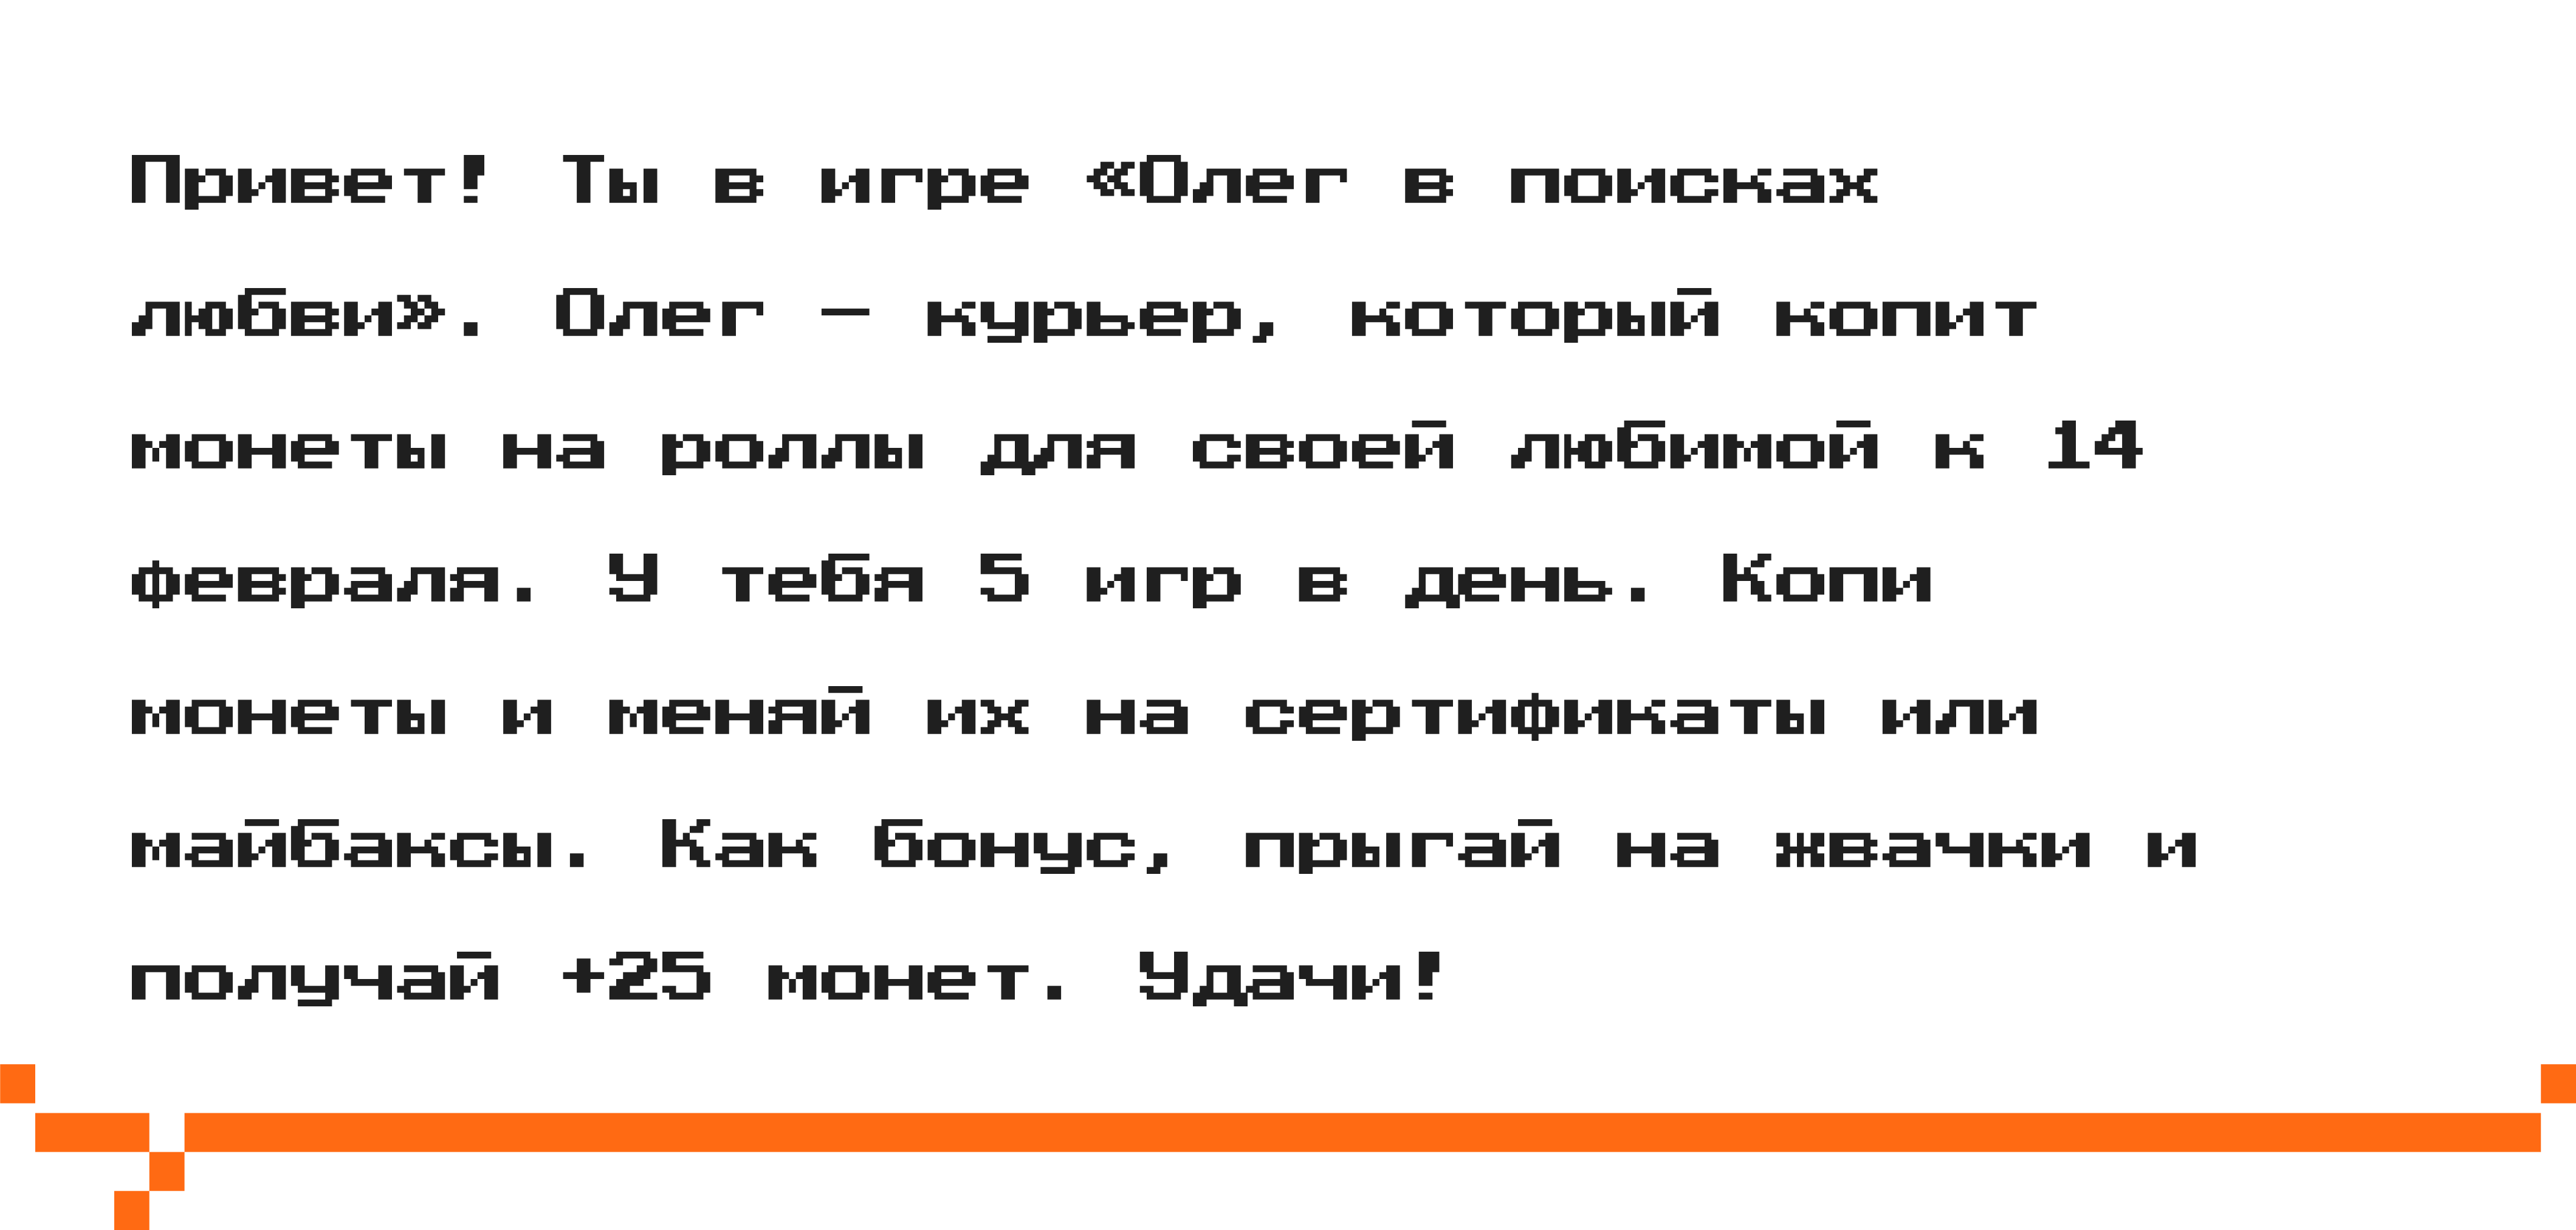 Привет! Ты в игре «Олег в поисках
любви». Олег – курьер, который копит
монеты на роллы для своей любимой к 14
февраля. У тебя 5 игр в день. Копи
монеты и меняй их на сертификаты или
майбаксы. Как бонус, прыгай на жвачки и
получай +25 монет. Удачи!